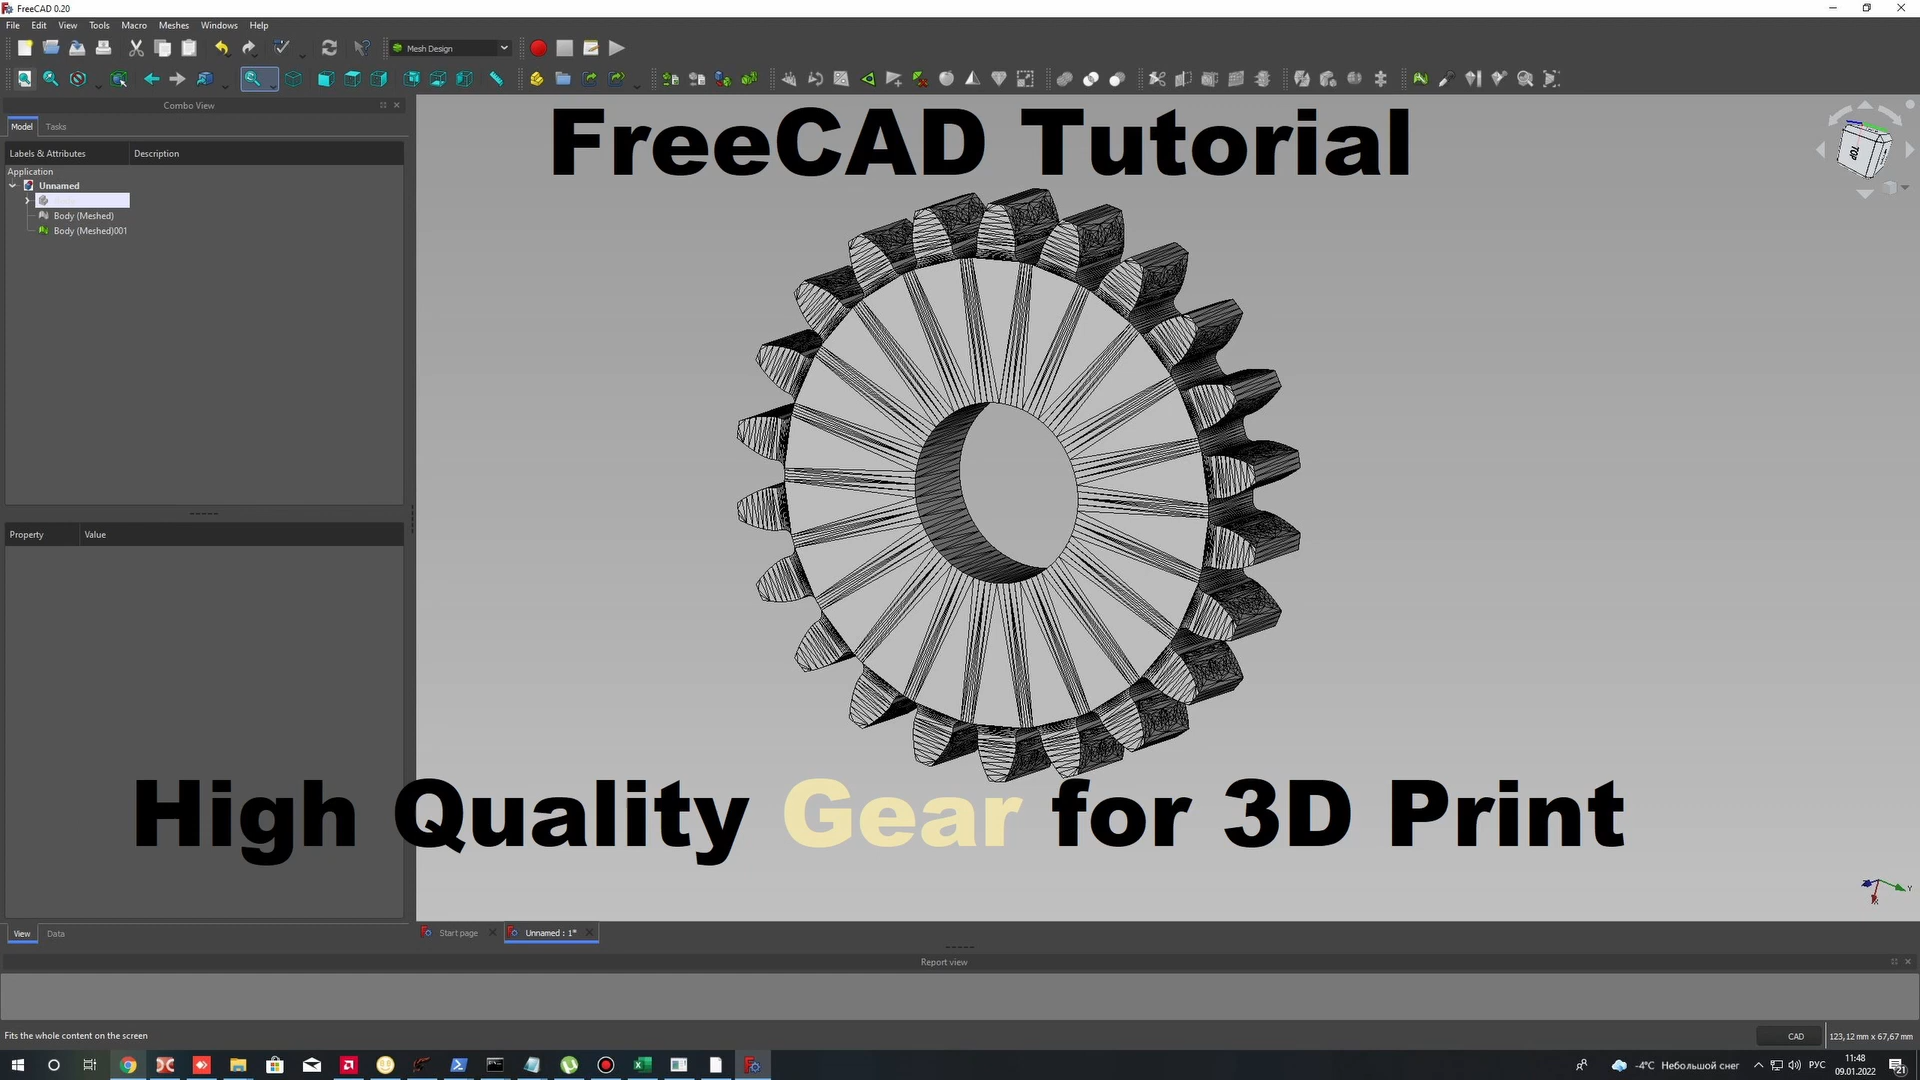 FreeCAD 0.20
File Edit View Tools Macro Meshes Windows Help
Mesh Design
Combo View
Model Tasks
Labels & Attributes Description
Application
Unnamed
Body (Meshed)
Body (Meshed)001
FreeCAD Tutorial
TOP
Property Value
High Quality Gear for 3D Print
Y
View Data
Start page Unnamed : 1*
Report view
Fits the whole content on the screen
CAD 123,12 mm x 67,67 mm
-4°C Небольшой снег
РУС
11:48
09.01.2022
21